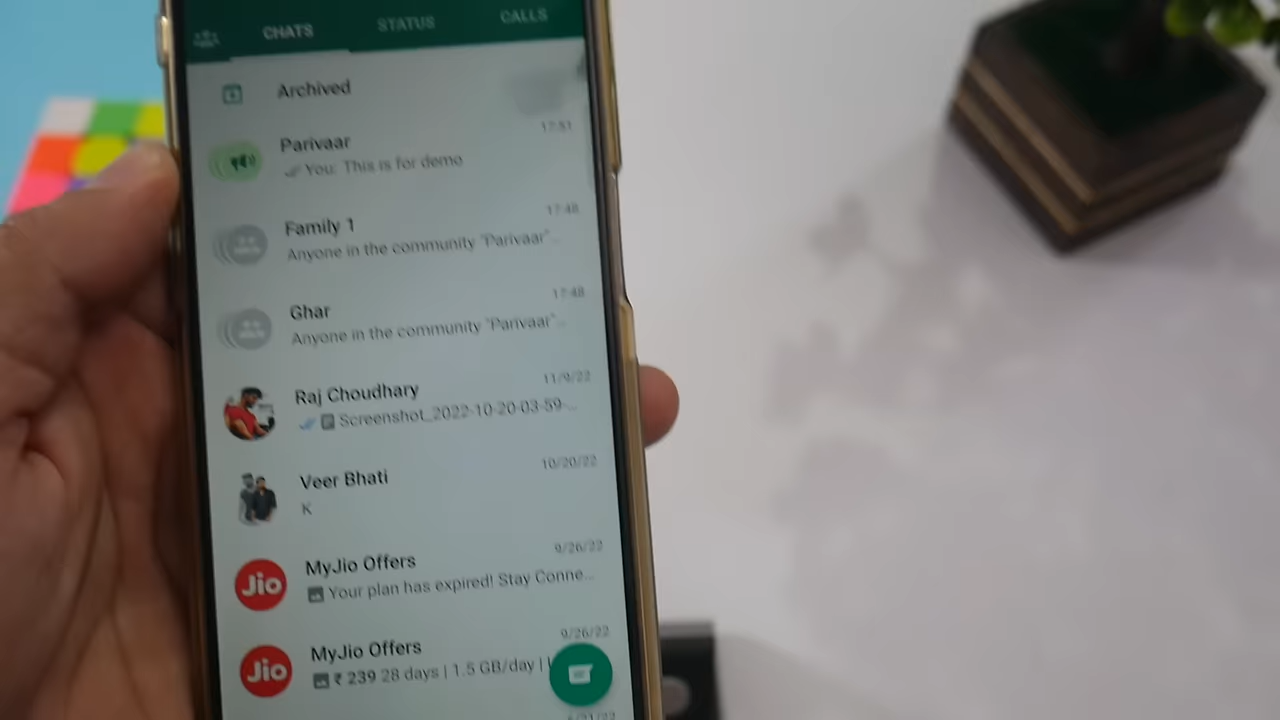 CHATS STATUS CALLS
Archived
Parivaar 17:51
You: This is for demo
Family 1 17:48
Anyone in the community "Parivaar"...
Ghar 17:48
Anyone in the community "Parivaar"...
Raj Choudhary 11/9/22
Screenshot_2022-10-20-03-59-...
Veer Bhati 10/20/22
K
Jio MyJio Offers 9/26/22
Your plan has expired! Stay Conne...
Jio MyJio Offers 9/26/22
₹ 239 28 days | 1.5 GB/day |